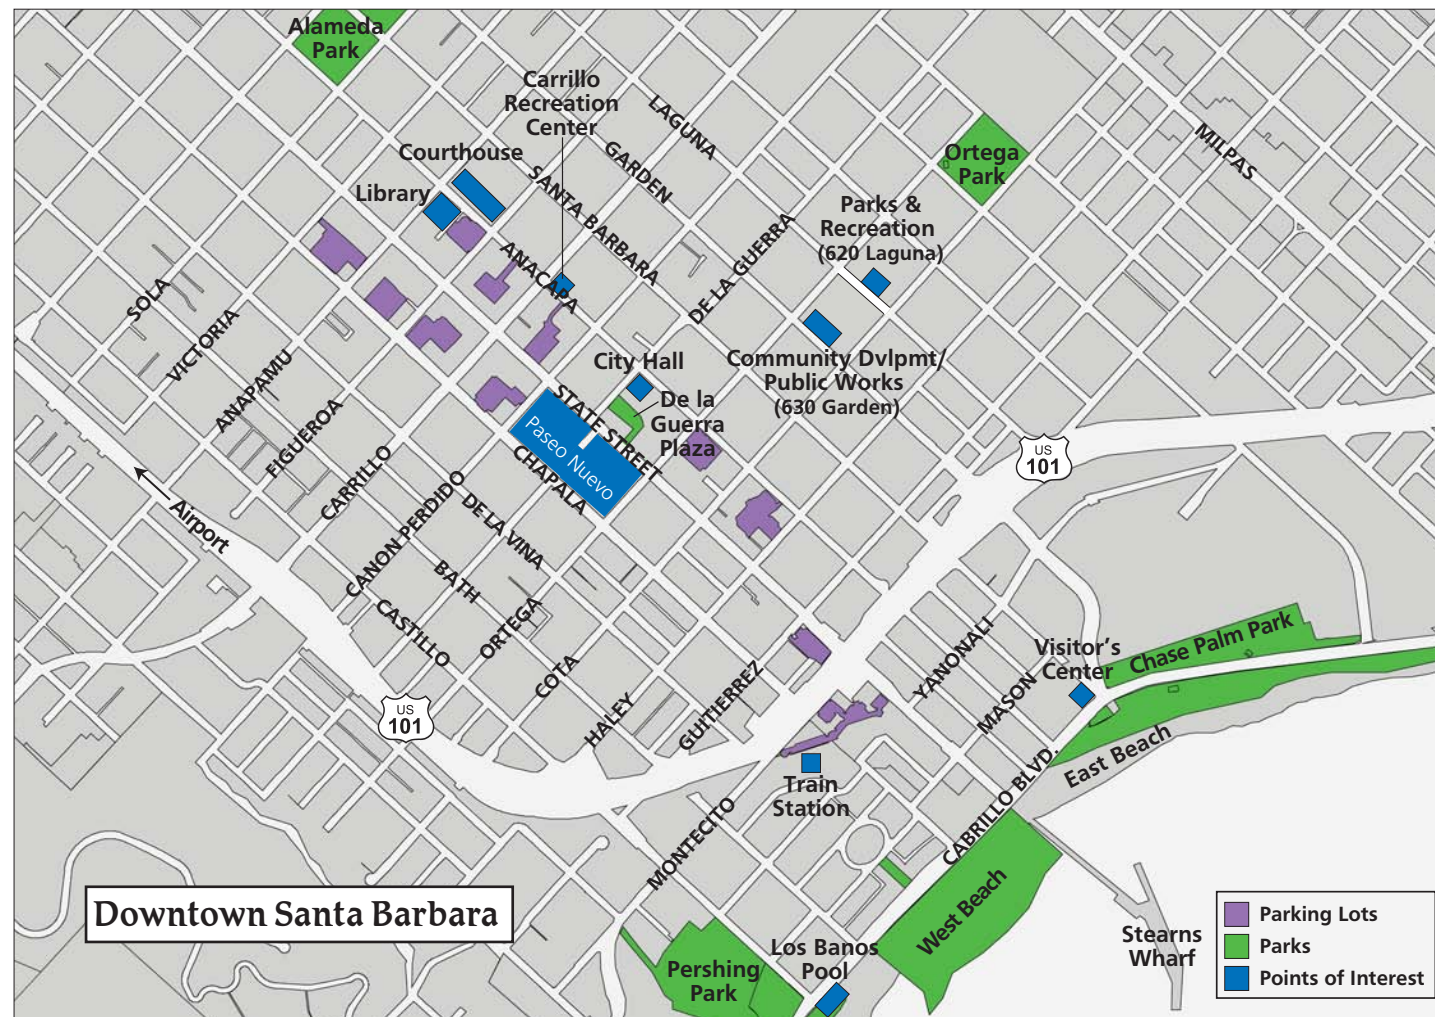 Alameda
Park
Carrillo
Recreation
Center
Courthouse
Library
LAGUNA
GARDEN
SANTA BARBARA
ANACAPA
DE LA GUERRA
Ortega
Park
MILPAS
Parks &
Recreation
(620 Laguna)
SOLA
VICTORIA
ANAPAMU
FIGUEROA
CARRILLO
CANON PERDIDO
City Hall
De la
Guerra
Plaza
Community Dvlpmt/
Public Works
(630 Garden)
STATE STREET
Paseo Nuevo
CHAPALA
DE LA VINA
BATH
CASTILLO
ORTEGA
COTA
HALEY
GUITIERREZ
Airport
US
101
US
101
YANONALI
MASON
Visitor's
Center
Chase Palm Park
East Beach
CABRILLO BLVD.
Train
Station
MONTECITO
West Beach
Stearns
Wharf
Los Banos
Pool
Pershing
Park
Downtown Santa Barbara
Parking Lots
Parks
Points of Interest